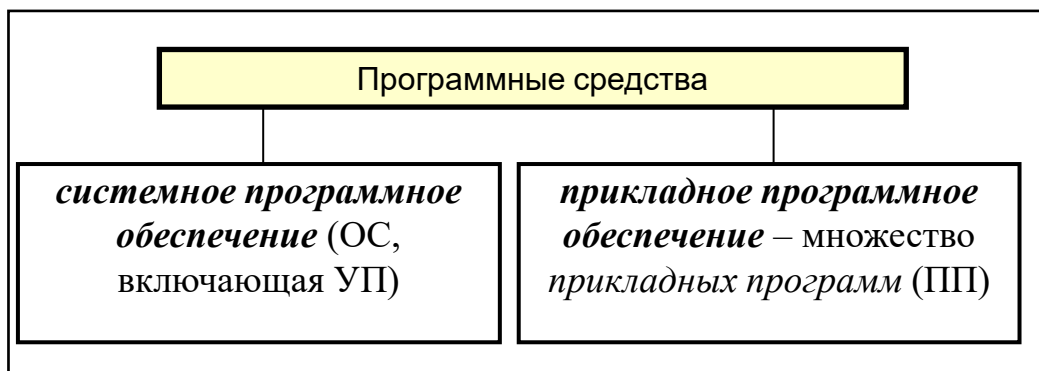 Программные средства
системное программное
обеспечение (ОС,
включающая УП)
прикладное программное
обеспечение – множество
прикладных программ (ПП)